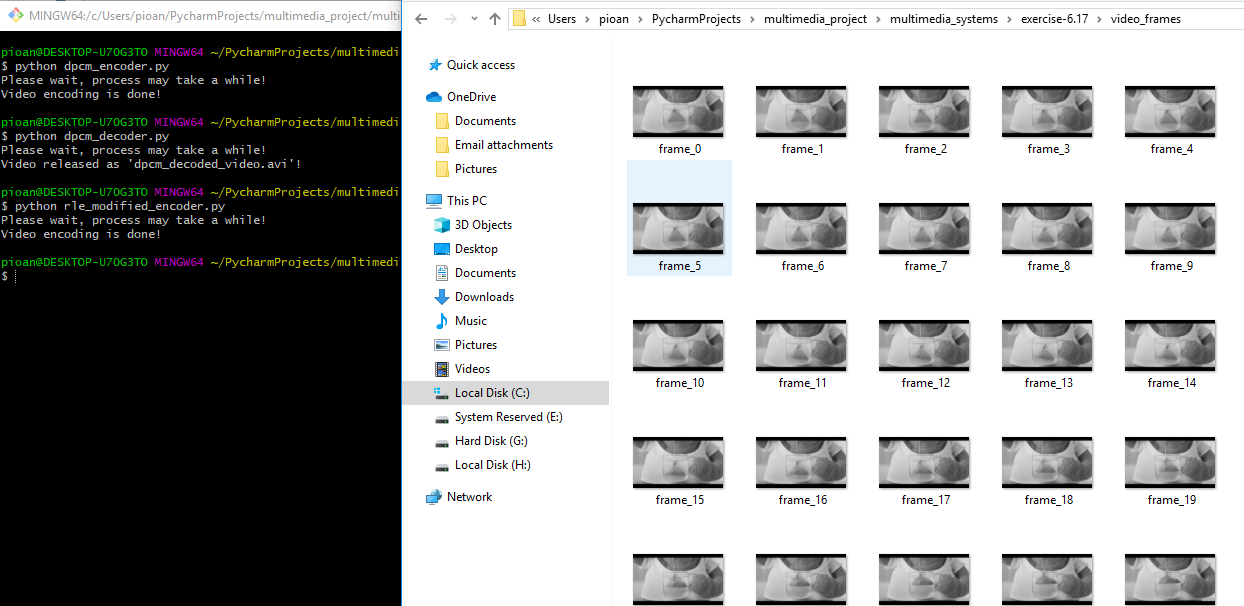 MINGW64:/c/Users/pioan/PycharmProjects/multimedia_project/multi
pioan@DESKTOP-U7OG3TO MINGW64 ~/PycharmProjects/multimedi
$ python dpcm_encoder.py
Please wait, process may take a while!
Video encoding is done!
pioan@DESKTOP-U7OG3TO MINGW64 ~/PycharmProjects/multimedi
$ python dpcm_decoder.py
Please wait, process may take a while!
Video released as 'dpcm_decoded_video.avi'!
pioan@DESKTOP-U7OG3TO MINGW64 ~/PycharmProjects/multimedi
$ python rle_modified_encoder.py
Please wait, process may take a while!
Video encoding is done!
pioan@DESKTOP-U7OG3TO MINGW64 ~/PycharmProjects/multimedi
$
« Users › pioan › PycharmProjects › multimedia_project › multimedia_systems › exercise-6.17 › video_frames
Quick access
OneDrive
Documents
Email attachments
Pictures
This PC
3D Objects
Desktop
Documents
Downloads
Music
Pictures
Videos
Local Disk (C:)
System Reserved (E:)
Hard Disk (G:)
Local Disk (H:)
Network
frame_0 frame_1 frame_2 frame_3 frame_4
frame_5 frame_6 frame_7 frame_8 frame_9
frame_10 frame_11 frame_12 frame_13 frame_14
frame_15 frame_16 frame_17 frame_18 frame_19